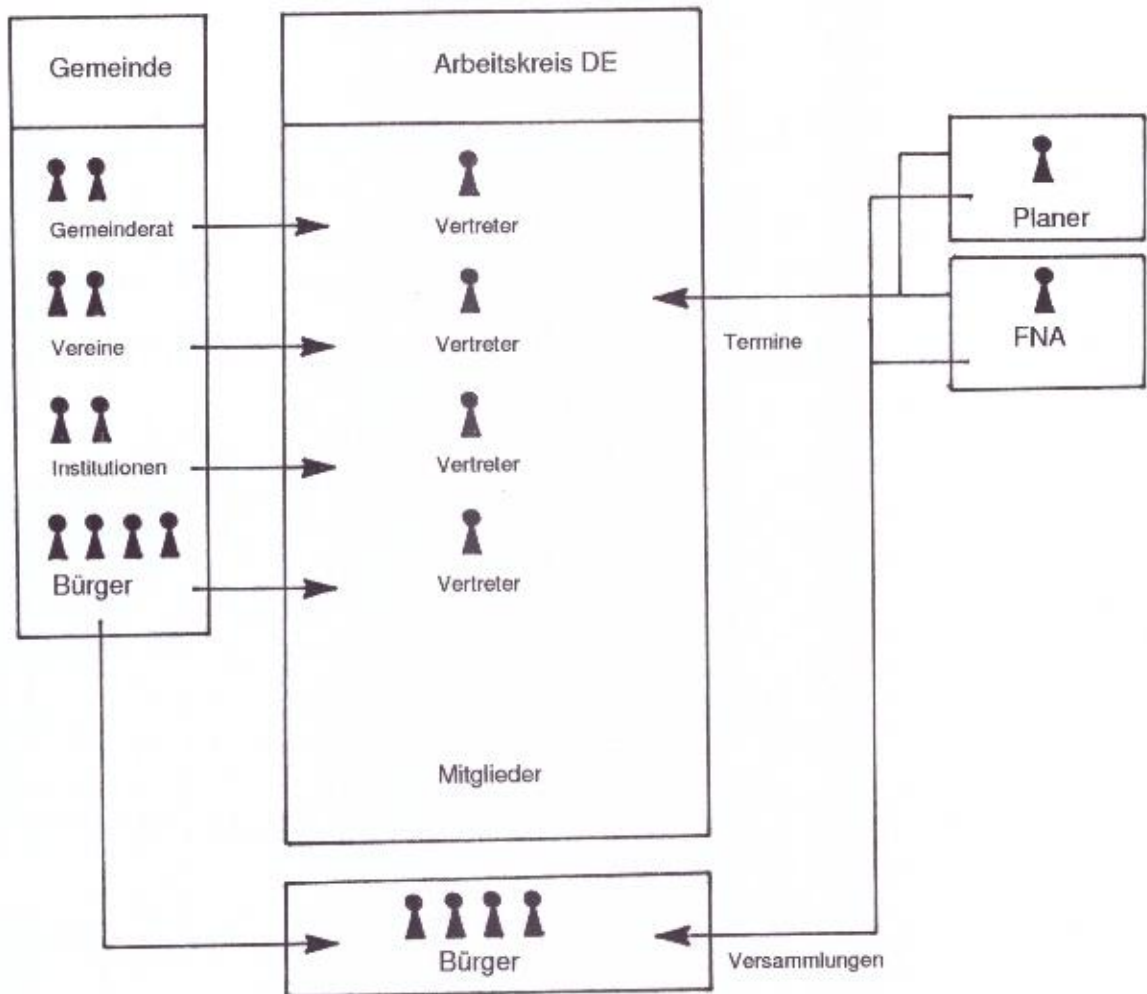 Gemeinde
Gemeinderat
Vereine
Institutionen
Bürger
Arbeitskreis DE
Vertreter
Vertreter
Vertreter
Vertreter
Mitglieder
Planer
FNA
Termine
Bürger
Versammlungen